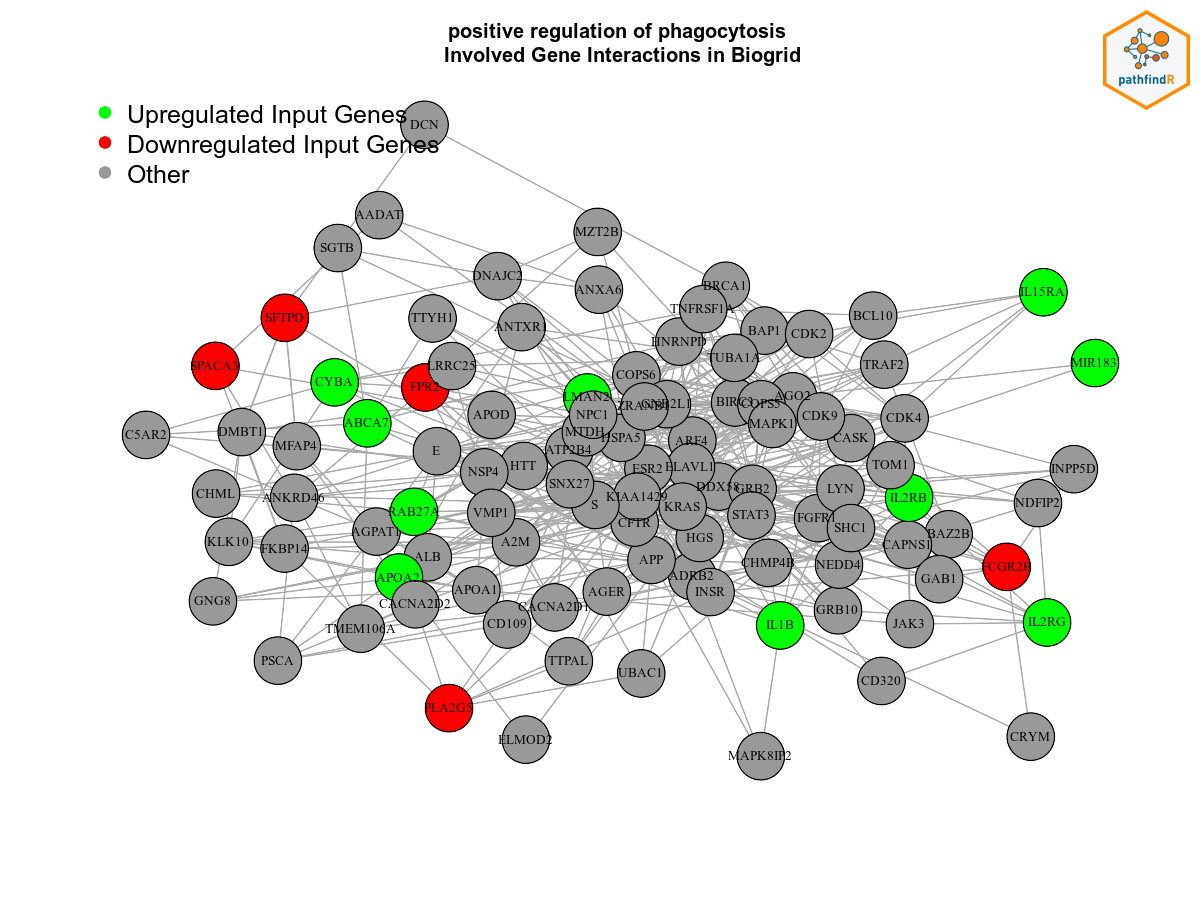 positive regulation of phagocytosis
Involved Gene Interactions in Biogrid
pathfindR
Upregulated Input Genes
Downregulated Input Genes
Other
DCN
AADAT
SGTB
MZT2B
DNAJC2
ANXA6
BRCA1
IL15RA
SFTPD
TTYH1
ANTXR1
TNFRSF1A
BCL10
HNRNPD
BAP1
CDK2
SPACA3
CYBA
FPR2
LRRC25
COPS6
TUBA1A
TRAF2
MIR183
ABCA7
APOD
LMAN2
NPC1
ZRANB1
BIRC3
COPS5
AGO2
CDK9
CDK4
C5AR2
DMBT1
MFAP4
E
MTDH
HSPA5
ARF4
MAPK1
CASK
ATP2B4
NSP4
HTT
ESR2
ELAVL1
TOM1
INPP5D
CHML
ANKRD46
SNX27
KIAA1429
DDX58
GRB2
LYN
IL2RB
NDFIP2
RAB27A
VMP1
S
CFTR
KRAS
STAT3
FGFR1
SHC1
KLK10
FKBP14
AGPAT1
ALB
A2M
HGS
CAPNS1
BAZ2B
APOA2
APP
CHMP4B
NEDD4
GAB1
FCGR2B
GNG8
CACNA2D2
APOA1
AGER
ADRB2
INSR
TMEM106A
CD109
CACNA2D1
IL1B
GRB10
JAK3
IL2RG
PSCA
TTPAL
UBAC1
CD320
PLA2G5
ELMOD2
MAPK8IP2
CRYM